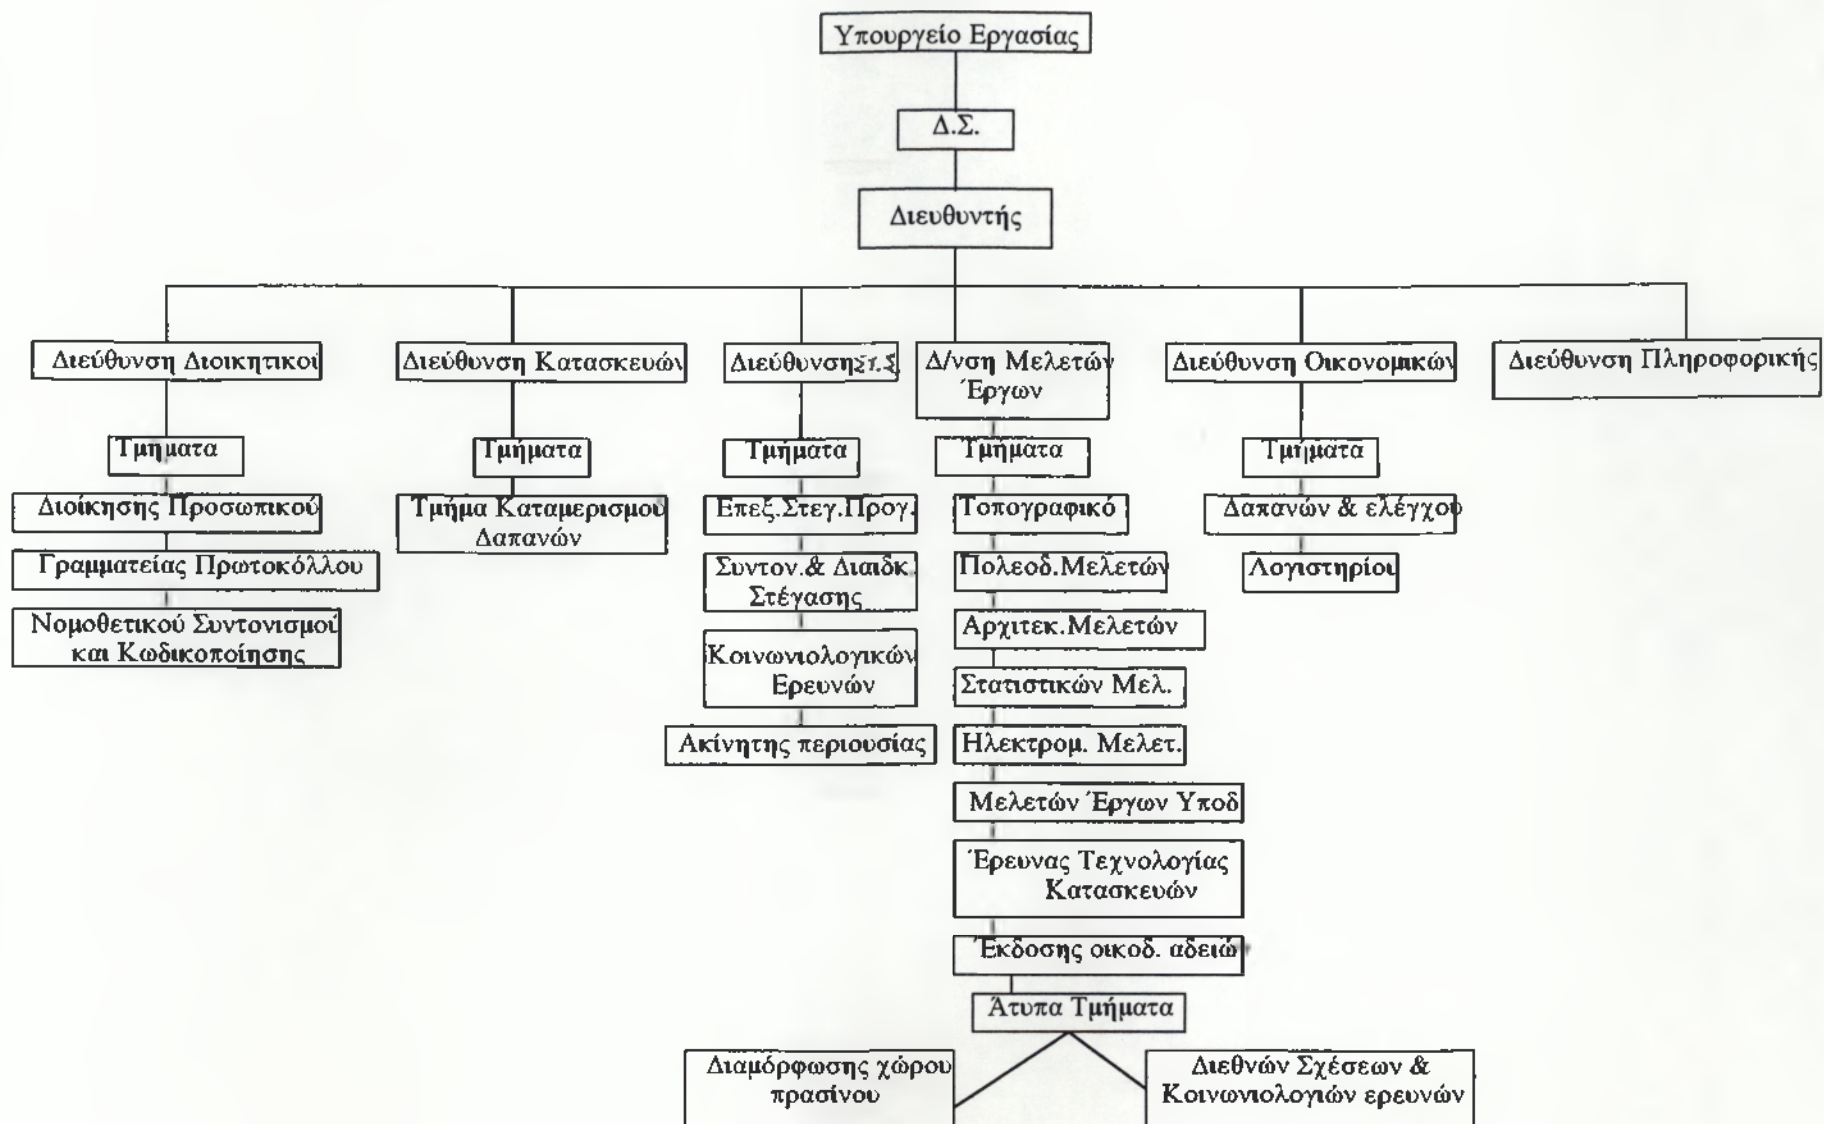 Υπουργείο Εργασίας
Δ.Σ.
Διευθυντής
Διεύθυνση Διοικητικού
Διεύθυνση Κατασκευών
Διεύθυνση
Δ/νση Μελετών
Έργων
Διεύθυνση Οικονομικών
Διεύθυνση Πληροφορικής
Τμήματα
Τμήματα
Τμήματα
Τμήματα
Τμήματα
Διοίκησης Προσωπικού
Γραμματείας Πρωτοκόλλου
Νομοθετικού Συντονισμού
και Κωδικοποίησης
Τμήμα Καταμερισμού
Δαπανών
Επεξ.Στεγ.Προγ.
Συντον.& Διαιδκ.
Στέγασης
Κοινωνιολογικών
Ερευνών
Ακίνητης περιουσίας
Τοπογραφικό
Πολεοδ.Μελετών
Αρχιτεκ.Μελετών
Στατιστικών Μελ.
Ηλεκτρομ. Μελετ.
Μελετών Έργων Υποδ
Έρευνας Τεχνολογίας
Κατασκευών
Έκδοσης οικοδ. αδειώ
Δαπανών & ελέγχου
Λογιστηρίοι
Άτυπα Τμήματα
Διαμόρφωσης χώρου
πρασίνου
Διεθνών Σχέσεων &
Κοινωνιολογιών ερευνών